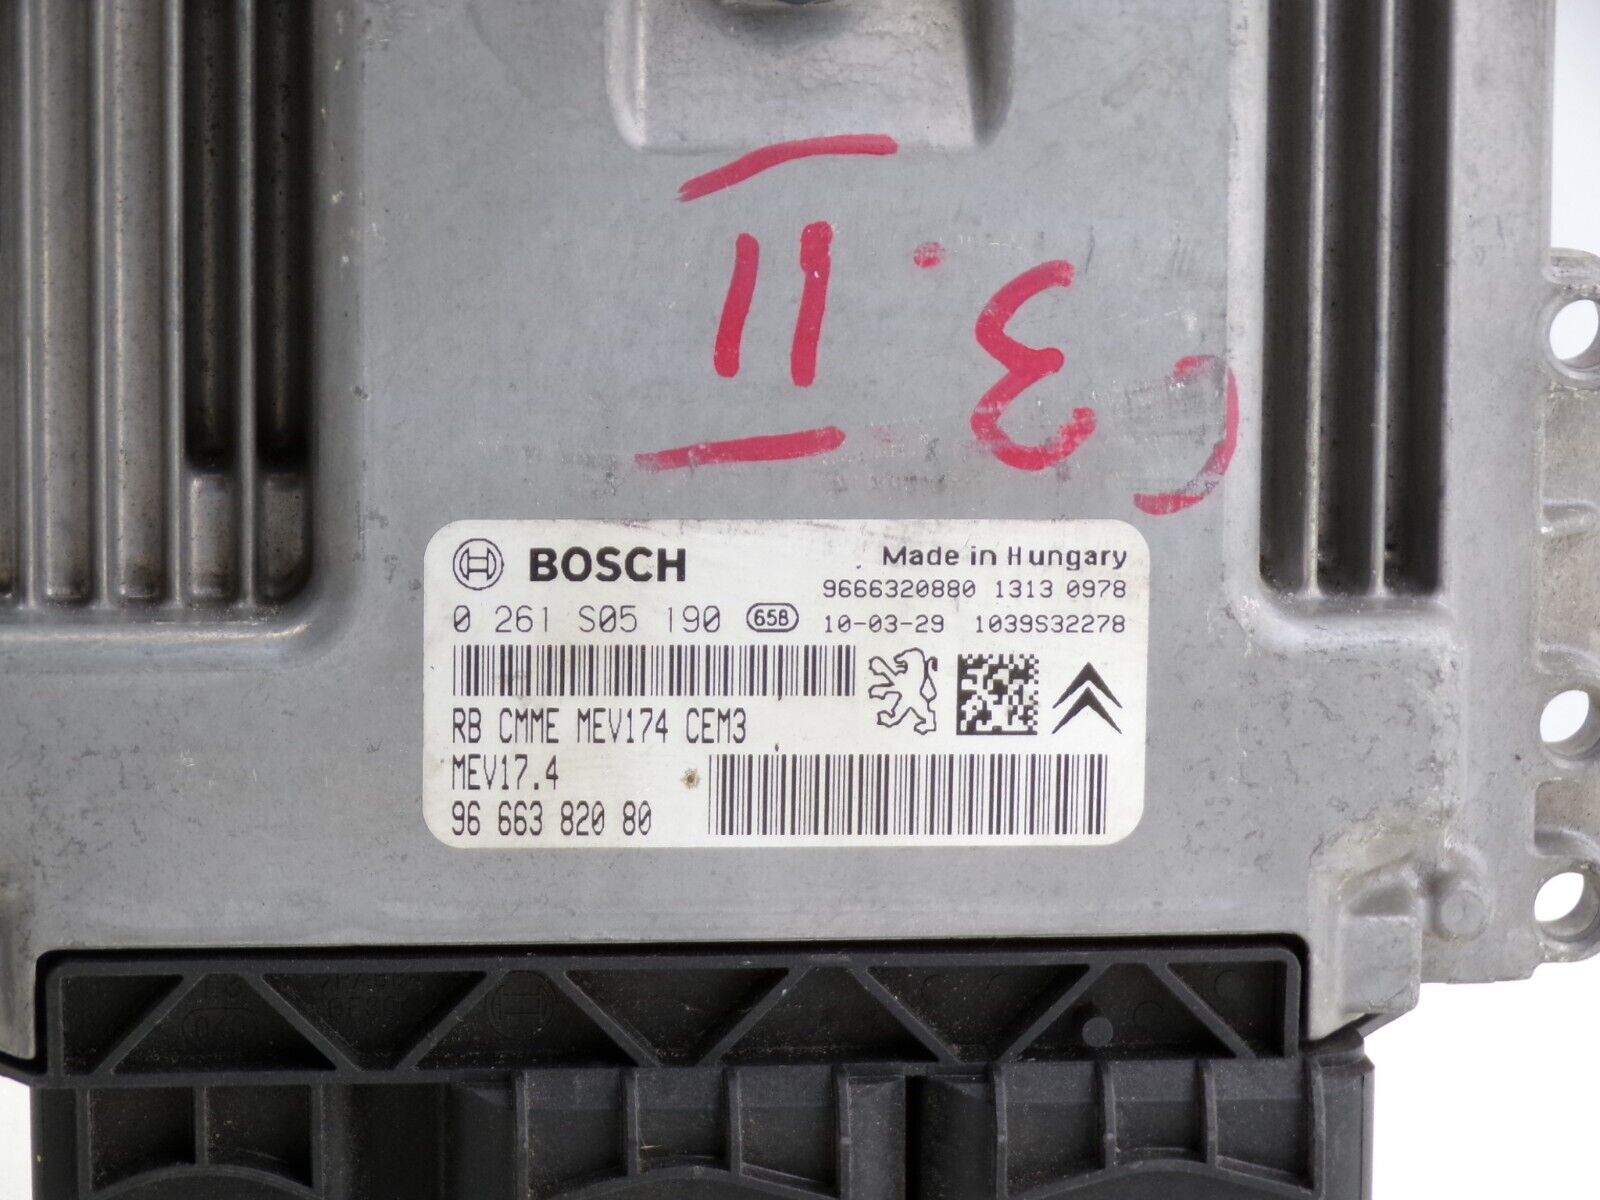 II . 3
BOSCH
Made in Hungary
9666320880 1313 0978
0 261 S05 190 658 10-03-29 1039S32278
RB CMME MEV174 CEM3
MEV17.4
96 663 820 80